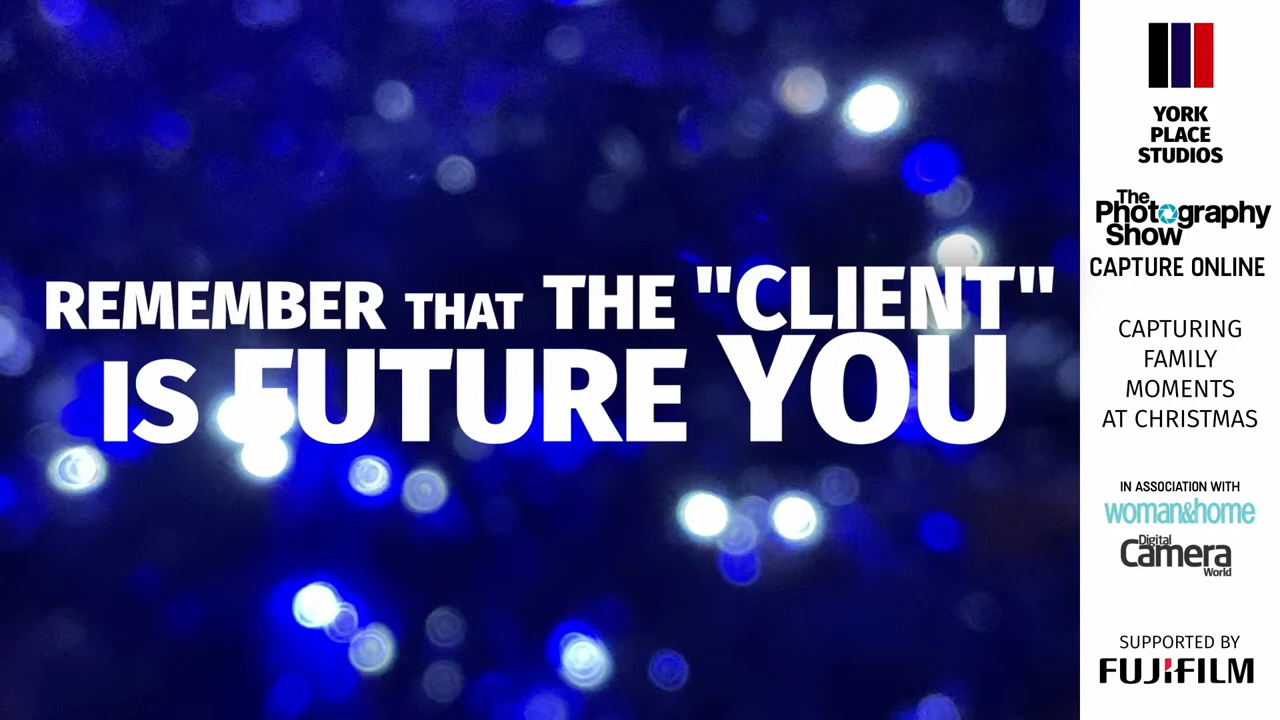 REMEMBER THAT THE "CLIENT"
IS FUTURE YOU
YORK
PLACE
STUDIOS
The
Photography
Show
CAPTURE ONLINE
CAPTURING
FAMILY
MOMENTS
AT CHRISTMAS
IN ASSOCIATION WITH
woman&home
Digital
Camera
World
SUPPORTED BY
FUJIFILM